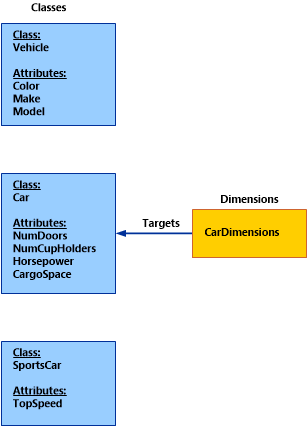 Classes
Class:
Vehicle
Attributes:
Color
Make
Model
Class:
Car
Attributes:
NumDoors
NumCupHolders
Horsepower
CargoSpace
Targets
Dimensions
CarDimensions
Class:
SportsCar
Attributes:
TopSpeed